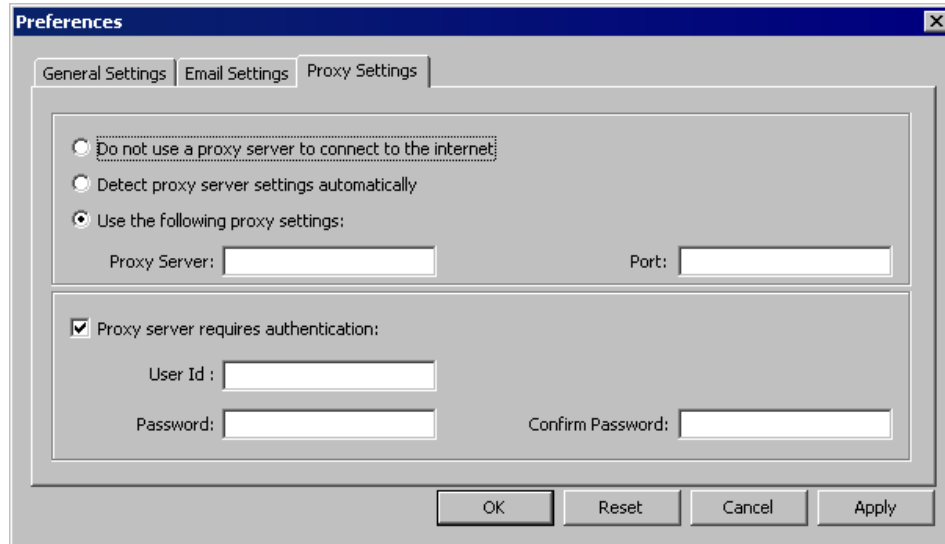 Preferences
General Settings Email Settings Proxy Settings
Do not use a proxy server to connect to the internet
Detect proxy server settings automatically
Use the following proxy settings:
Proxy Server: Port:
Proxy server requires authentication:
User Id :
Password: Confirm Password:
OK Reset Cancel Apply